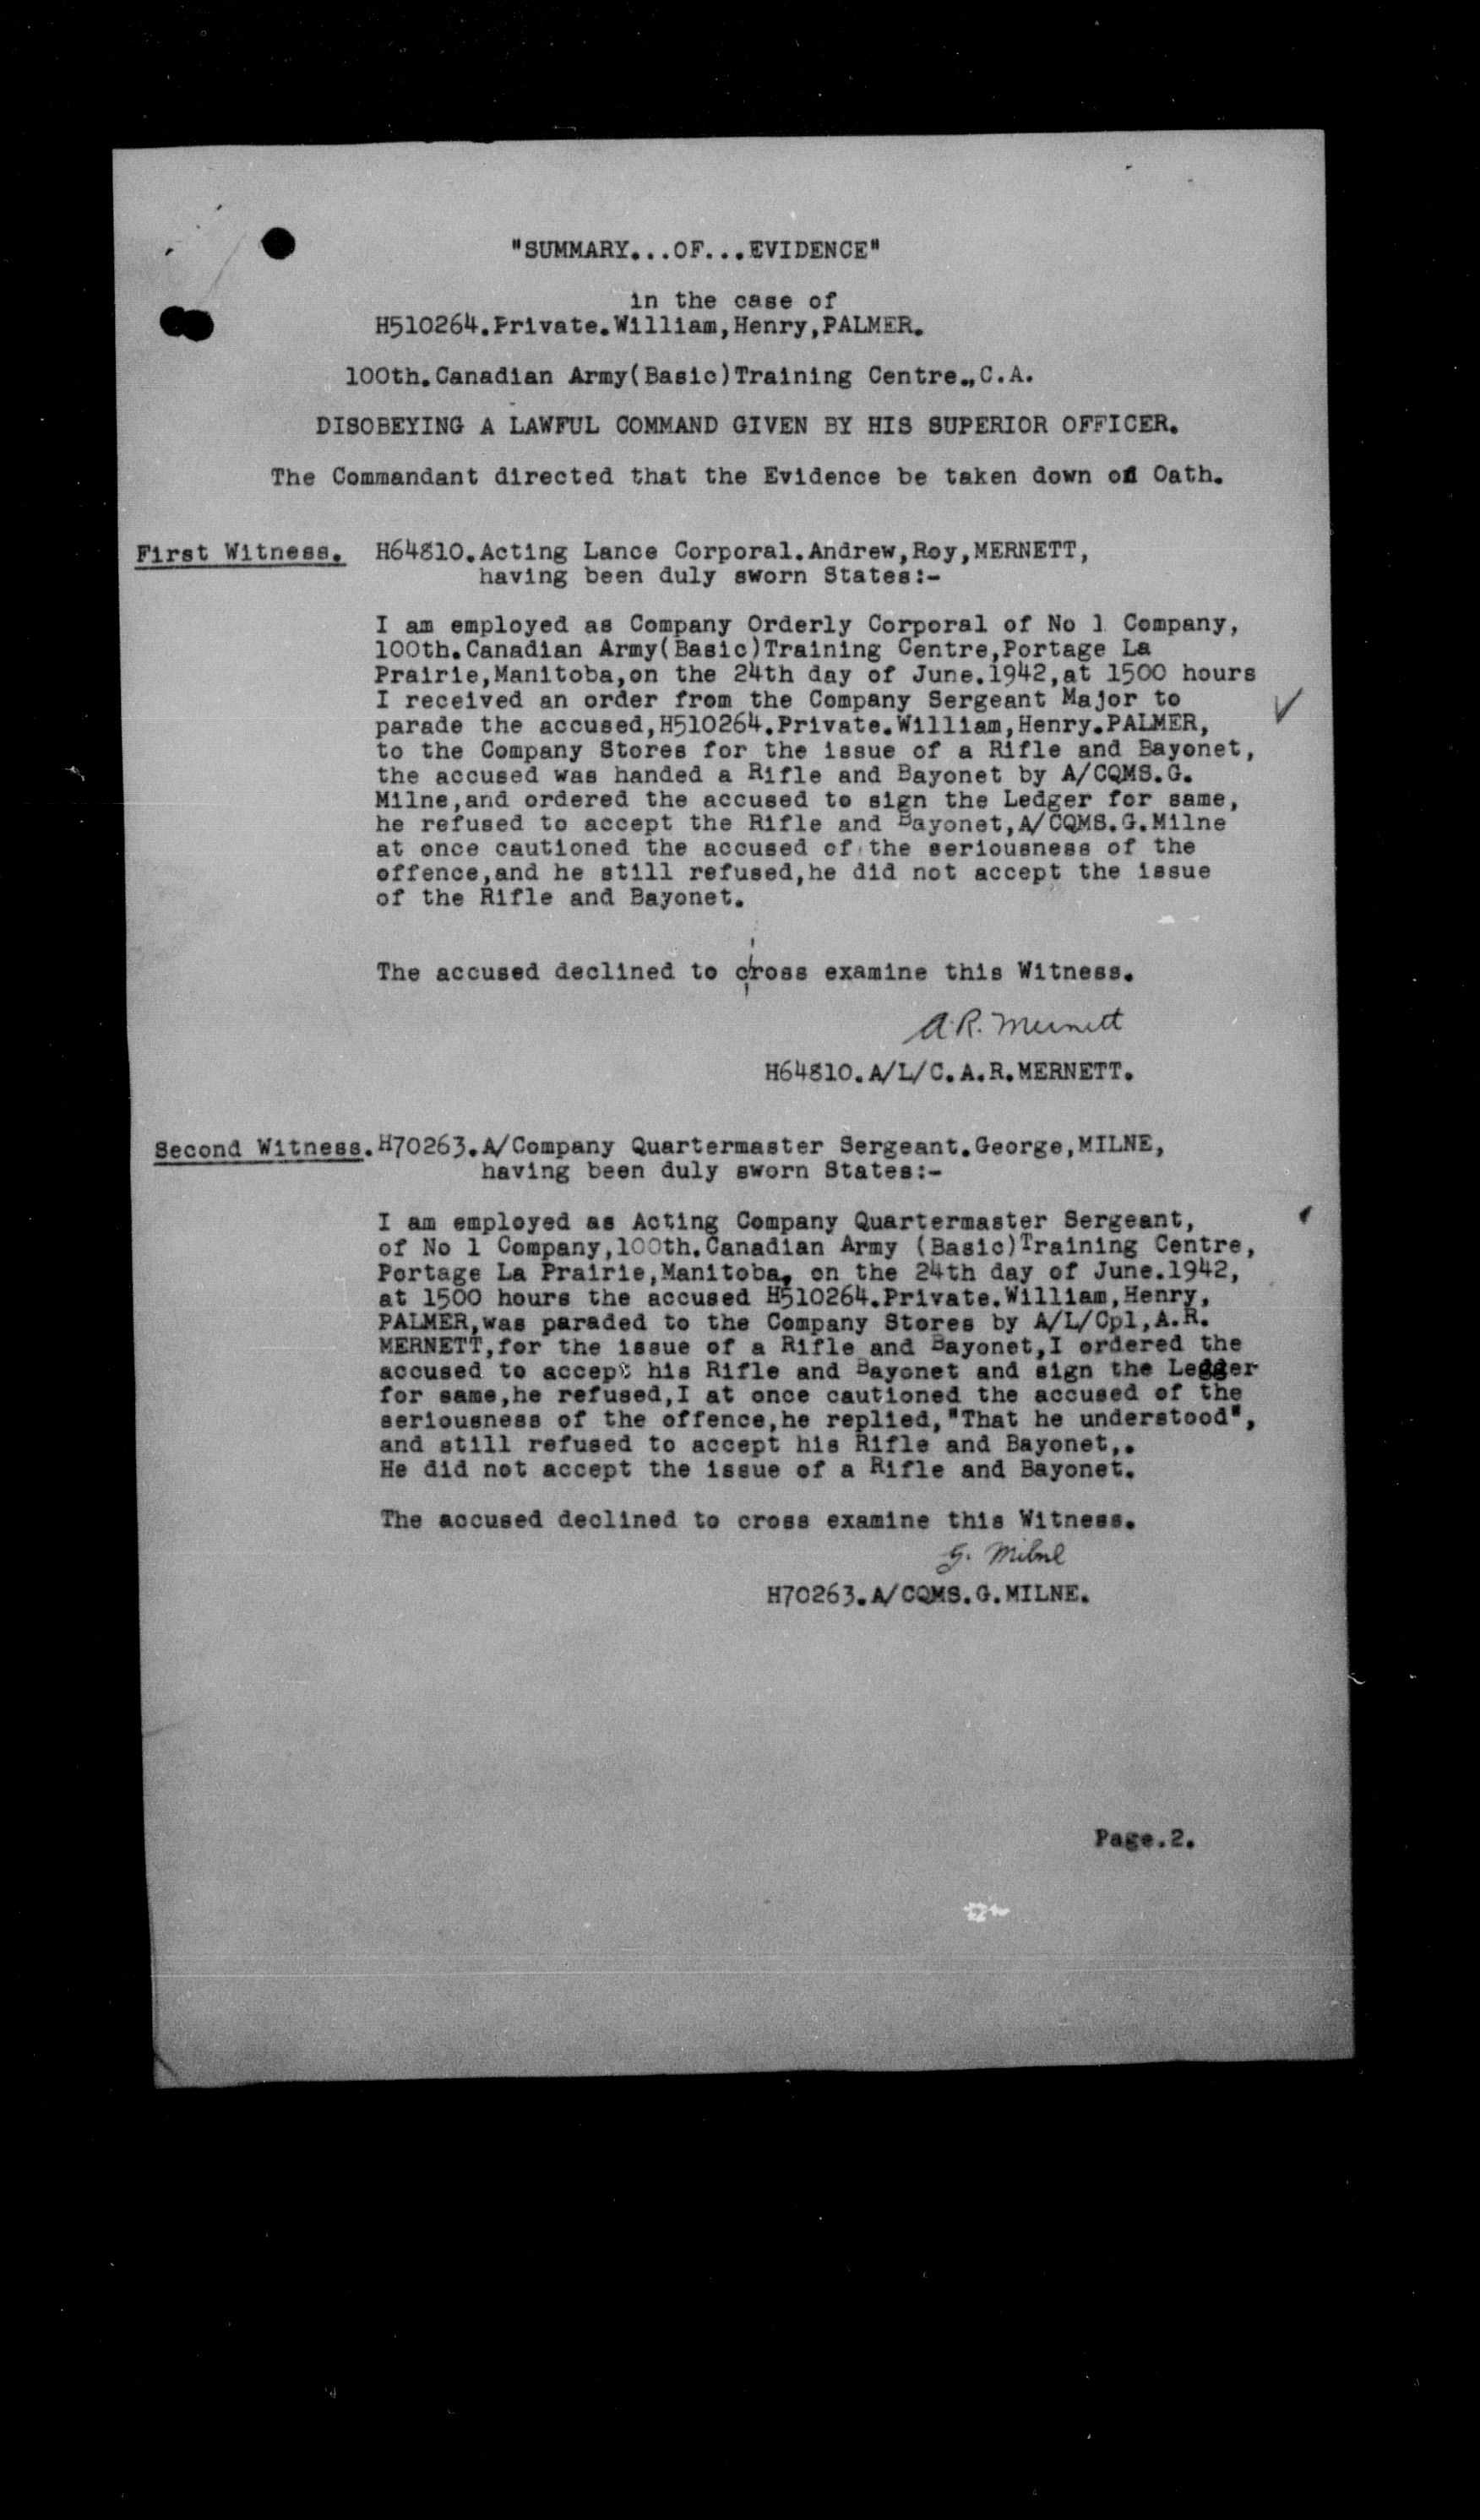 "SUMMARY...OF...EVIDENCE"
in the case of
H510264.Private.William,Henry,PALMER.
100th.Canadian Army(Basic)Training Centre.,C.A.
DISOBEYING A LAWFUL COMMAND GIVEN BY HIS SUPERIOR OFFICER.
The Commandant directed that the Evidence be taken down on Oath.
First Witness. H64810.Acting Lance Corporal.Andrew,Roy,MERNETT,
having been duly sworn States:-
I am employed as Company Orderly Corporal of No 1 Company,
100th.Canadian Army(Basic)Training Centre,Portage La
Prairie,Manitoba,on the 24th day of June.1942,at 1500 hours
I received an order from the Company Sergeant Major to
parade the accused,H510264.Private.William,Henry.PALMER,
to the Company Stores for the issue of a Rifle and Bayonet,
the accused was handed a Rifle and Bayonet by A/CQMS.G.
Milne,and ordered the accused to sign the Ledger for same,
he refused to accept the Rifle and Bayonet,A/CQMS.G.Milne
at once cautioned the accused of the seriousness of the
offence,and he still refused,he did not accept the issue
of the Rifle and Bayonet.
The accused declined to cross examine this Witness.
A.R. Mernett
H64810.A/L/C.A.R.MERNETT.
Second Witness. H70263.A/Company Quartermaster Sergeant.George,MILNE,
having been duly sworn States:-
I am employed as Acting Company Quartermaster Sergeant,
of No 1 Company,100th.Canadian Army (Basic)Training Centre,
Portage La Prairie,Manitoba, on the 24th day of June.1942,
at 1500 hours the accused H510264.Private.William,Henry,
PALMER,was paraded to the Company Stores by A/L/Cpl,A.R.
MERNETT,for the issue of a Rifle and Bayonet,I ordered the
accused to accept his Rifle and Bayonet and sign the Ledger
for same,he refused,I at once cautioned the accused of the
seriousness of the offence,he replied,"That he understood",
and still refused to accept his Rifle and Bayonet,.
He did not accept the issue of a Rifle and Bayonet.
The accused declined to cross examine this Witness.
G. Milne
H70263.A/CQMS.G.MILNE.
Page.2.